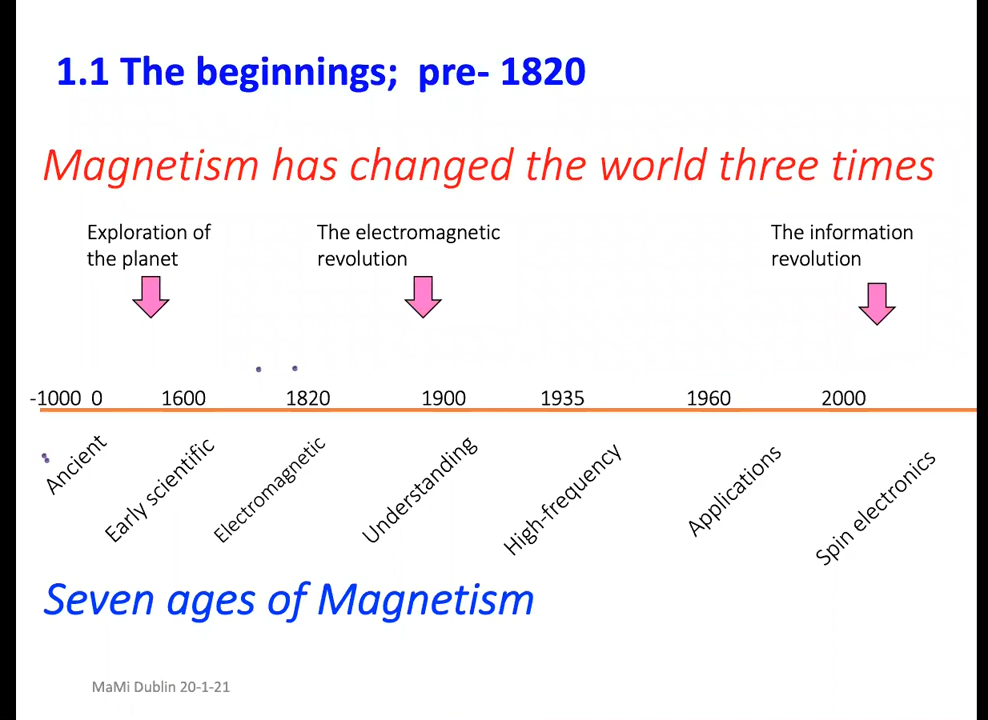 1.1 The beginnings; pre- 1820
Magnetism has changed the world three times
Exploration of
the planet
The electromagnetic
revolution
The information
revolution
-1000 0 1600 1820 1900 1935 1960 2000
Ancient
Early scientific
Electromagnetic
Understanding
High-frequency
Applications
Spin electronics
Seven ages of Magnetism
MaMi Dublin 20-1-21